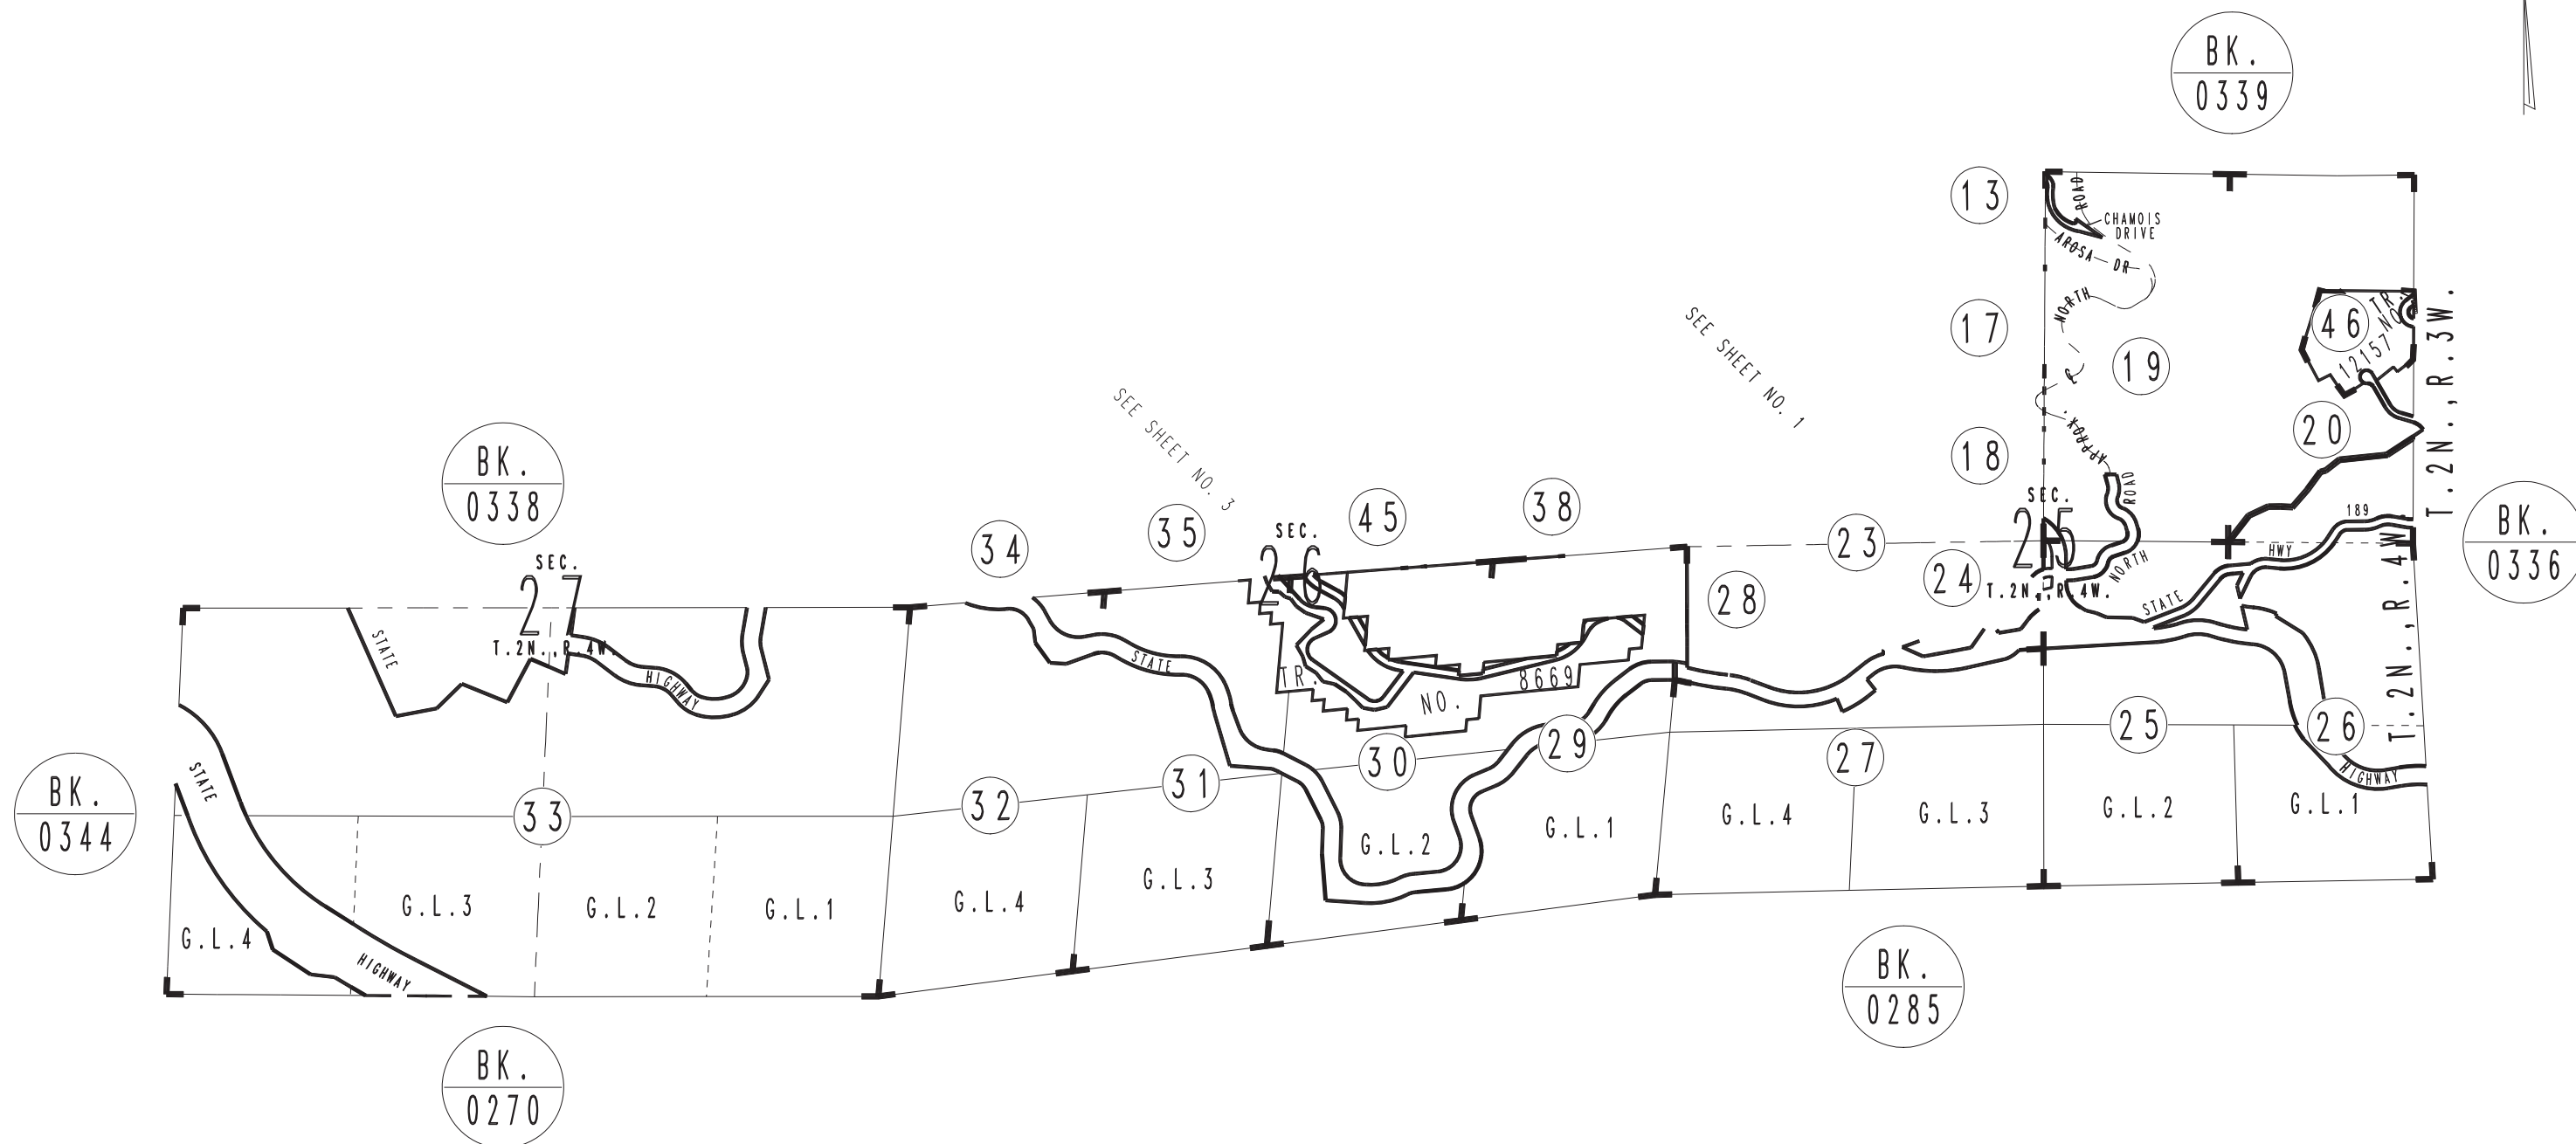 BK.
0339
13
ROAD
CHAMOIS
DRIVE
AROSA DR
NORTH
17
46
TR.
NO.
12157
T.2N., R.3W.
19
SEE SHEET NO. 1
SEE SHEET NO. 3
20
18
APPROX.
ROAD
BK.
0338
BK.
0336
189
HWY
SEC.
25
T.2N.,R.4W.
NORTH
STATE
34
35
45
38
23
24
28
SEC.
26
SEC.
27
T.2N.,R.4W.
STATE
HIGHWAY
STATE
TR.
NO.
8669
T.2N., R.4W.
25
26
HIGHWAY
29
30
27
31
32
33
BK.
0344
STATE
G.L.4
G.L.3
G.L.2
G.L.1
G.L.4
G.L.3
G.L.2
G.L.1
G.L.4
G.L.3
G.L.2
G.L.1
HIGHWAY
BK.
0285
BK.
0270